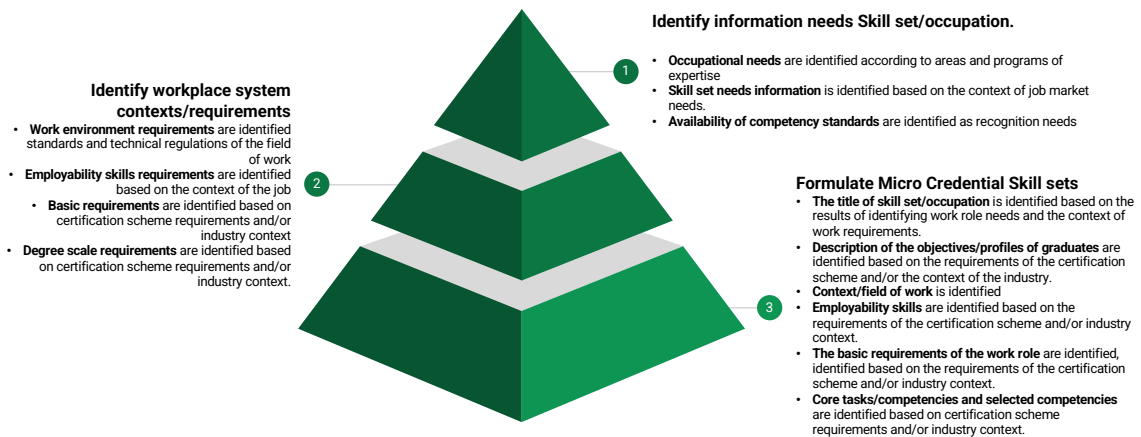 Identify information needs Skill set/occupation.
1
• Occupational needs are identified according to areas and programs of
expertise
• Skill set needs information is identified based on the context of job market
needs.
• Availability of competency standards are identified as recognition needs
Identify workplace system
contexts/requirements
• Work environment requirements are identified
standards and technical regulations of the field
of work
• Employability skills requirements are identified
based on the context of the job
• Basic requirements are identified based on
certification scheme requirements and/or
industry context
• Degree scale requirements are identified based
on certification scheme requirements and/or
industry context.
2
Formulate Micro Credential Skill sets
• The title of skill set/occupation is identified based on the
results of identifying work role needs and the context of
work requirements.
• Description of the objectives/profiles of graduates are
identified based on the requirements of the certification
scheme and/or the context of the industry.
• Context/field of work is identified
• Employability skills are identified based on the
requirements of the certification scheme and/or industry
context.
• The basic requirements of the work role are identified,
identified based on the requirements of the certification
scheme and/or industry context.
• Core tasks/competencies and selected competencies
are identified based on certification scheme
requirements and/or industry context.
3